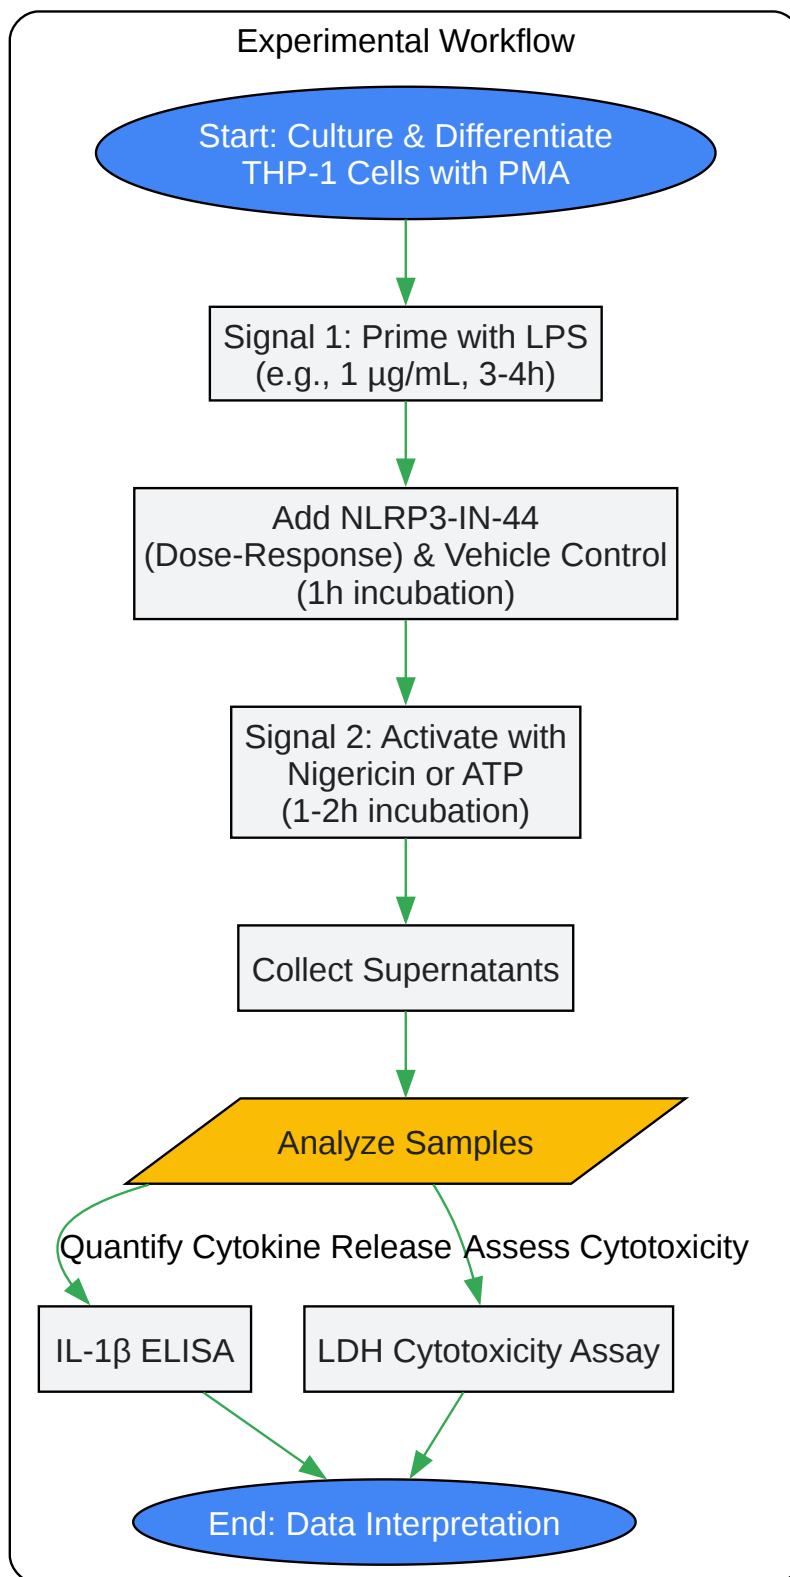 Experimental Workflow
Start: Culture & Differentiate
THP-1 Cells with PMA
Signal 1: Prime with LPS
(e.g., 1 µg/mL, 3-4h)
Add NLRP3-IN-44
(Dose-Response) & Vehicle Control
(1h incubation)
Signal 2: Activate with
Nigericin or ATP
(1-2h incubation)
Collect Supernatants
Analyze Samples
Quantify Cytokine Release
Assess Cytotoxicity
IL-1β ELISA
LDH Cytotoxicity Assay
End: Data Interpretation